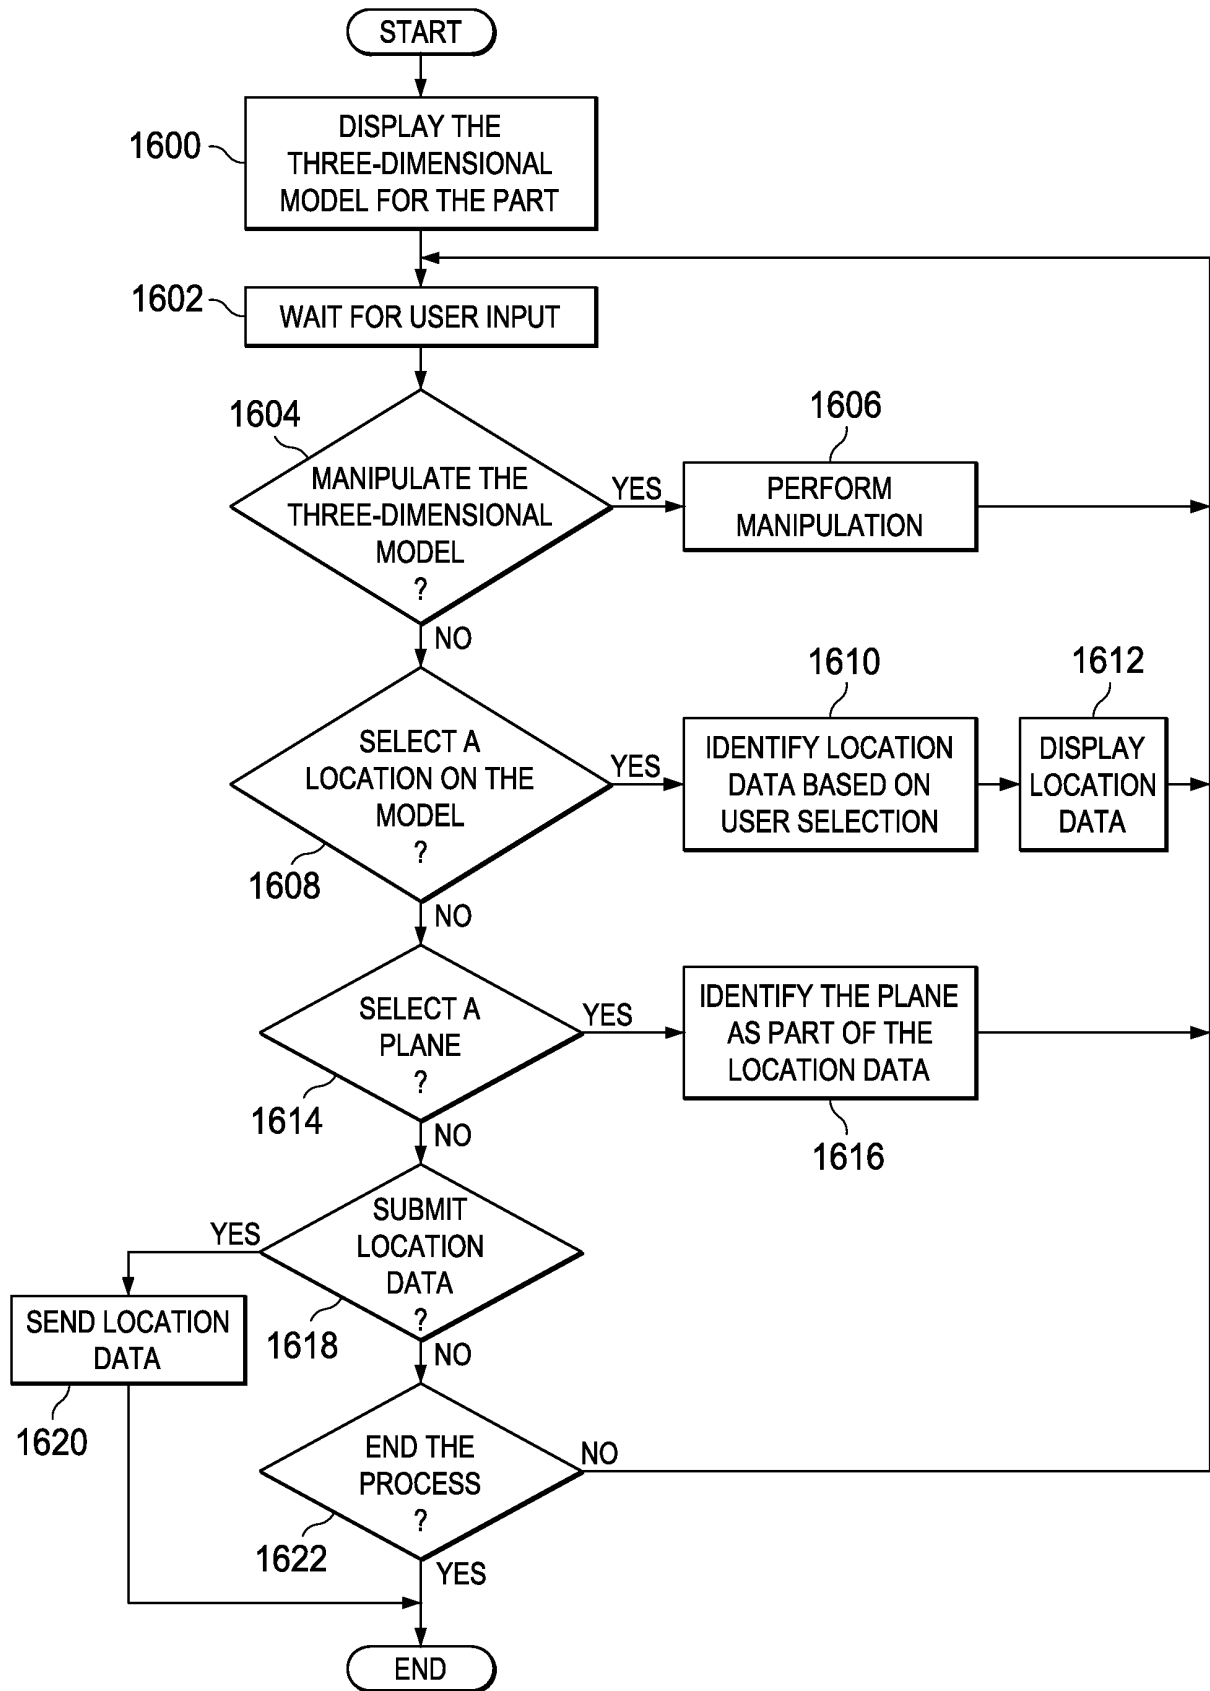 START
1600
DISPLAY THE
THREE-DIMENSIONAL
MODEL FOR THE PART
1602
WAIT FOR USER INPUT
1604
MANIPULATE THE
THREE-DIMENSIONAL
MODEL
?
YES
1606
PERFORM
MANIPULATION
NO
SELECT A
LOCATION ON THE
MODEL
?
1608
YES
1610
IDENTIFY LOCATION
DATA BASED ON
USER SELECTION
1612
DISPLAY
LOCATION
DATA
NO
SELECT A
PLANE
?
1614
YES
IDENTIFY THE PLANE
AS PART OF THE
LOCATION DATA
1616
NO
SUBMIT
LOCATION
DATA
?
1618
YES
SEND LOCATION
DATA
1620
NO
END THE
PROCESS
?
1622
NO
YES
END